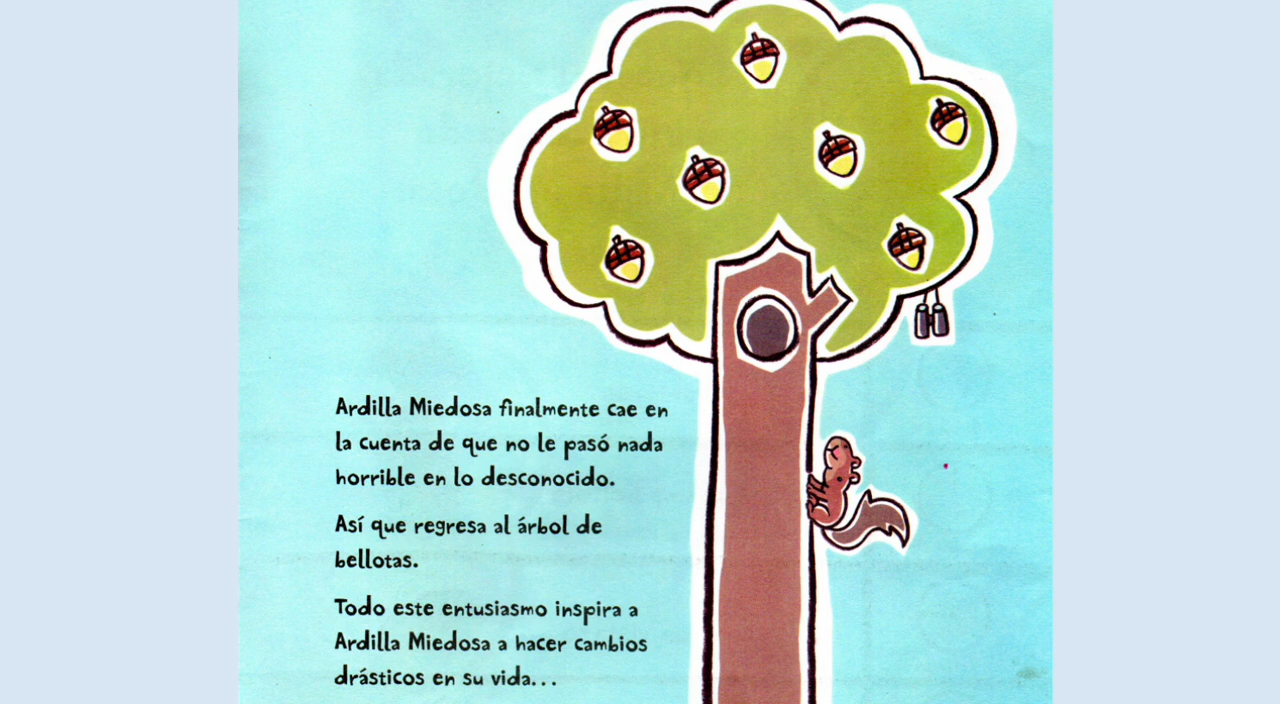 Ardilla Miedosa finalmente cae en
la cuenta de que no le pasó nada
horrible en lo desconocido.
Así que regresa al árbol de
bellotas.
Todo este entusiasmo inspira a
Ardilla Miedosa a hacer cambios
drásticos en su vida...